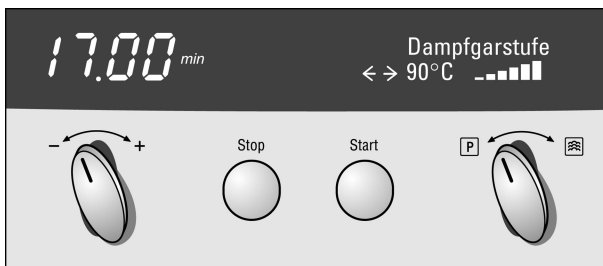 17.00 min
Dampfgarstufe
< > 90°C
- +
Stop
Start
P